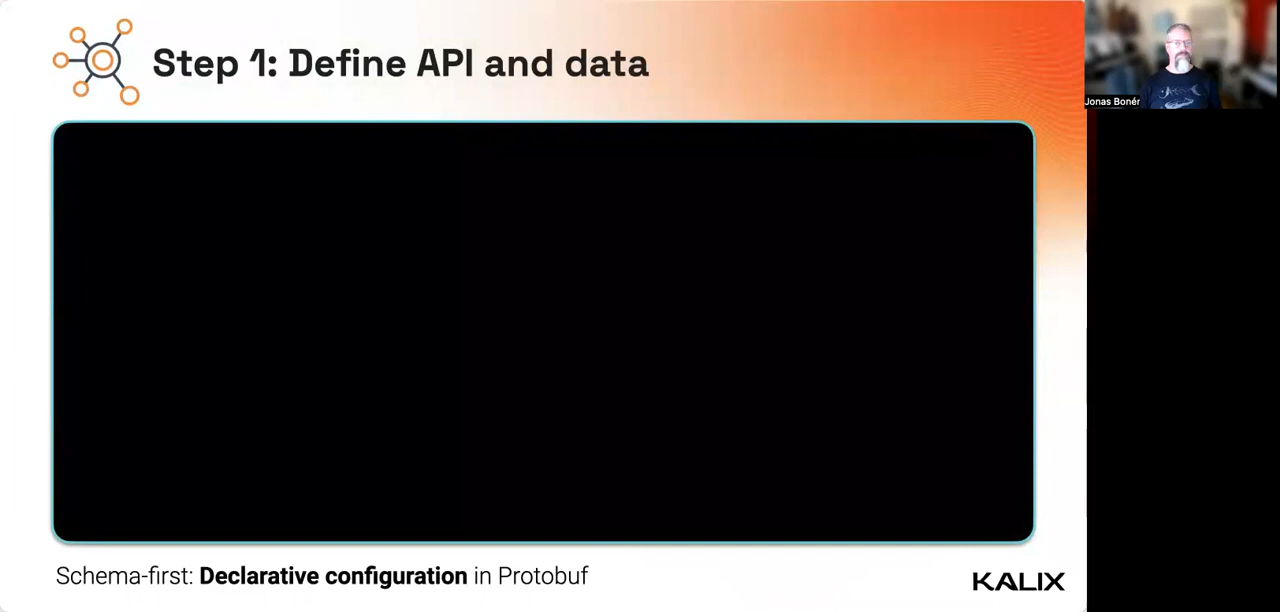 Step 1: Define API and data
Jonas Bonér
Schema-first: Declarative configuration in Protobuf
KALIX